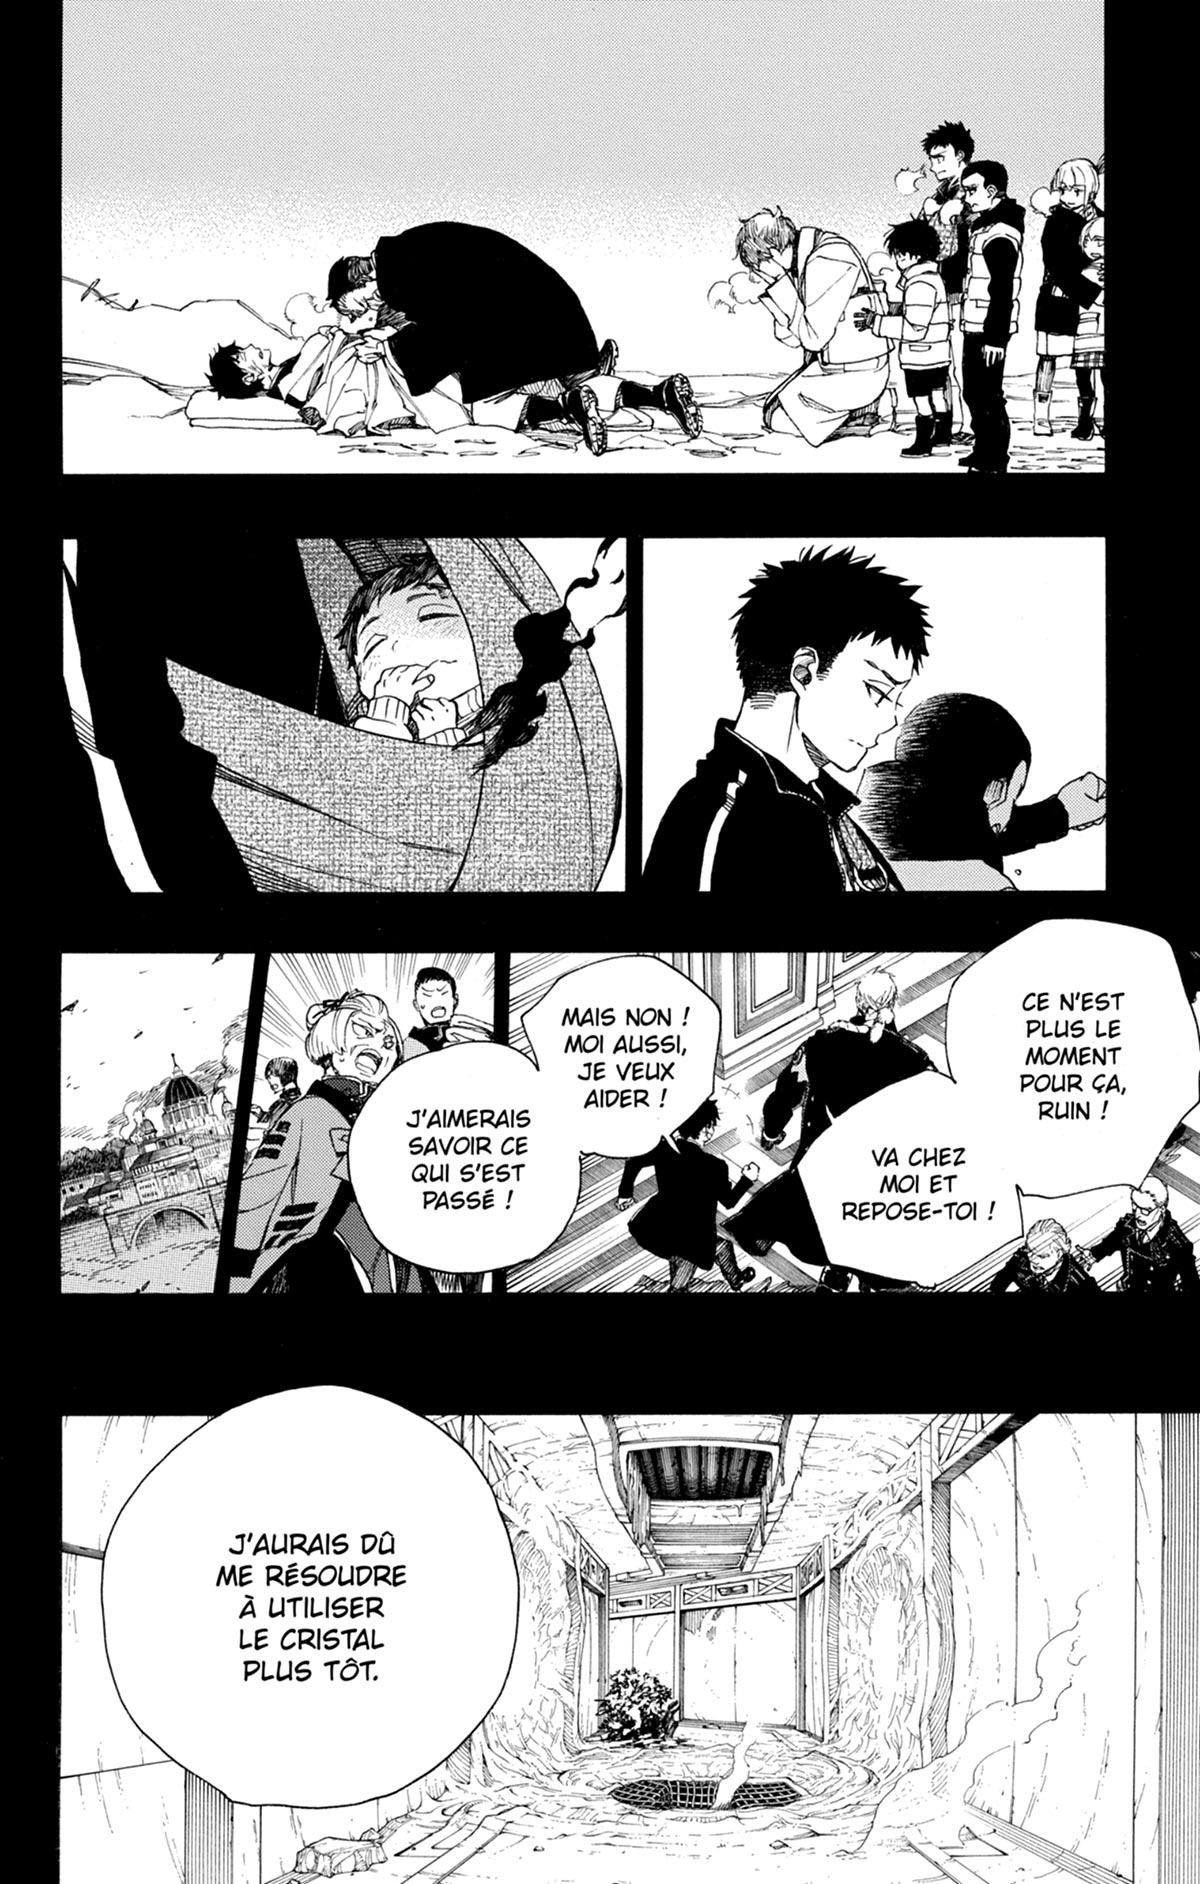 CE N'EST
PLUS LE
MOMENT
POUR ÇA,
RUIN !
VA CHEZ
MOI ET
REPOSE-TOI !
MAIS NON !
MOI AUSSI,
JE VEUX
AIDER !
J'AIMERAIS
SAVOIR CE
QUI S'EST
PASSÉ !
J'AURAIS DÛ
ME RÉSOUDRE
À UTILISER
LE CRISTAL
PLUS TÔT.